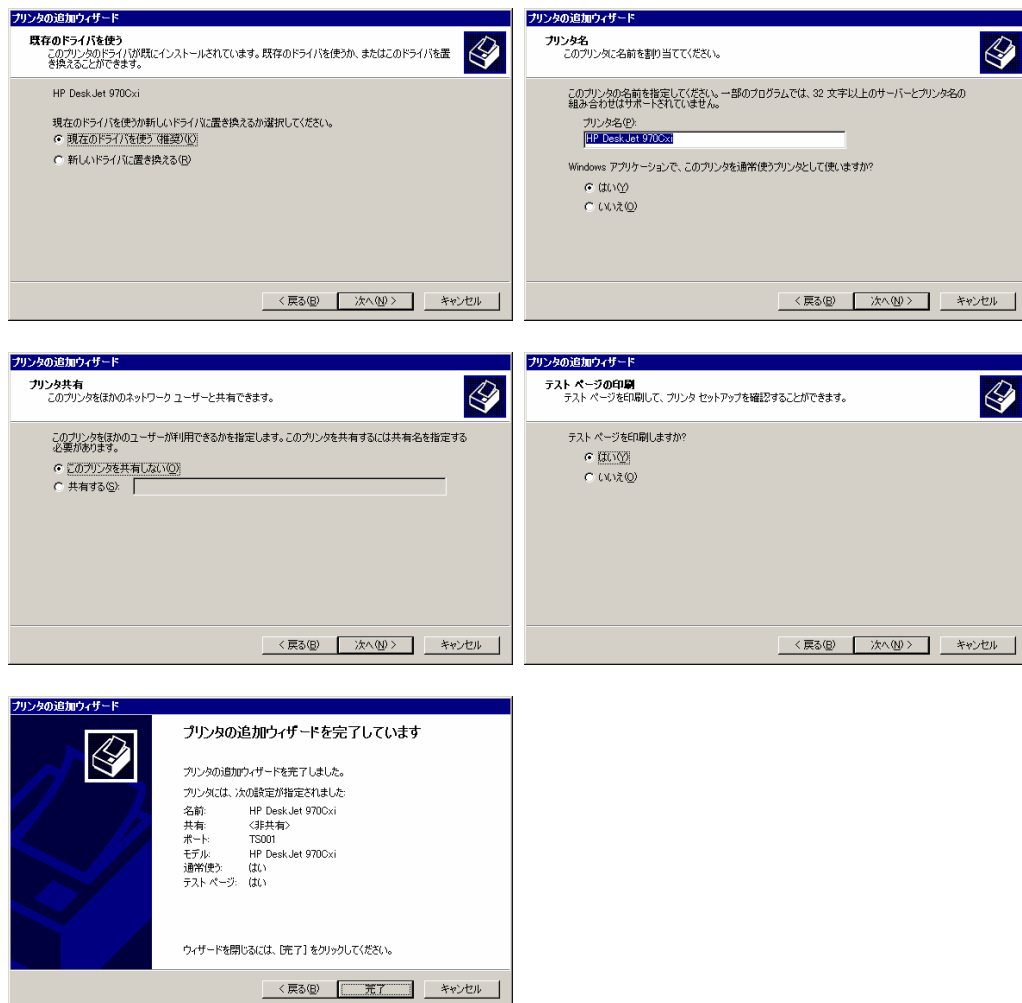 プリンタの追加ウィザード
既存のドライバを使う
このプリンタのドライバが既にインストールされています。既存のドライバを使うか、またはこのドライバを置
き換えることができます。
HP DeskJet 970Cxi
現在のドライバを使うか新しいドライバに置き換えるか選択してください。
現在のドライバを使う (推奨)(K)
新しいドライバに置き換える(R)
< 戻る(B)
次へ(N) >
キャンセル
プリンタの追加ウィザード
プリンタ名
このプリンタに名前を割り当ててください。
このプリンタの名前を指定してください。一部のプログラムでは、32 文字以上のサーバーとプリンタ名の
組み合わせはサポートされていません。
プリンタ名(P):
HP DeskJet 970Cxi
Windows アプリケーションで、このプリンタを通常使うプリンタとして使いますか?
はい(Y)
いいえ(O)
< 戻る(B)
次へ(N) >
キャンセル
プリンタの追加ウィザード
プリンタ共有
このプリンタをほかのネットワーク ユーザーと共有できます。
このプリンタをほかのユーザーが利用できるかを指定します。このプリンタを共有するには共有名を指定する
必要があります。
このプリンタを共有しない(O)
共有する(S):
< 戻る(B)
次へ(N) >
キャンセル
プリンタの追加ウィザード
テスト ページの印刷
テスト ページを印刷して、プリンタ セットアップを確認することができます。
テスト ページを印刷しますか?
はい(Y)
いいえ(O)
< 戻る(B)
次へ(N) >
キャンセル
プリンタの追加ウィザード
プリンタの追加ウィザードを完了しています
プリンタの追加ウィザードを完了しました。
プリンタには、次の設定が指定されました:
名前: HP DeskJet 970Cxi
共有: <非共有>
ポート: TS001
モデル: HP DeskJet 970Cxi
通常使う: はい
テスト ページ: はい
ウィザードを閉じるには、[完了] をクリックしてください。
< 戻る(B)
完了
キャンセル